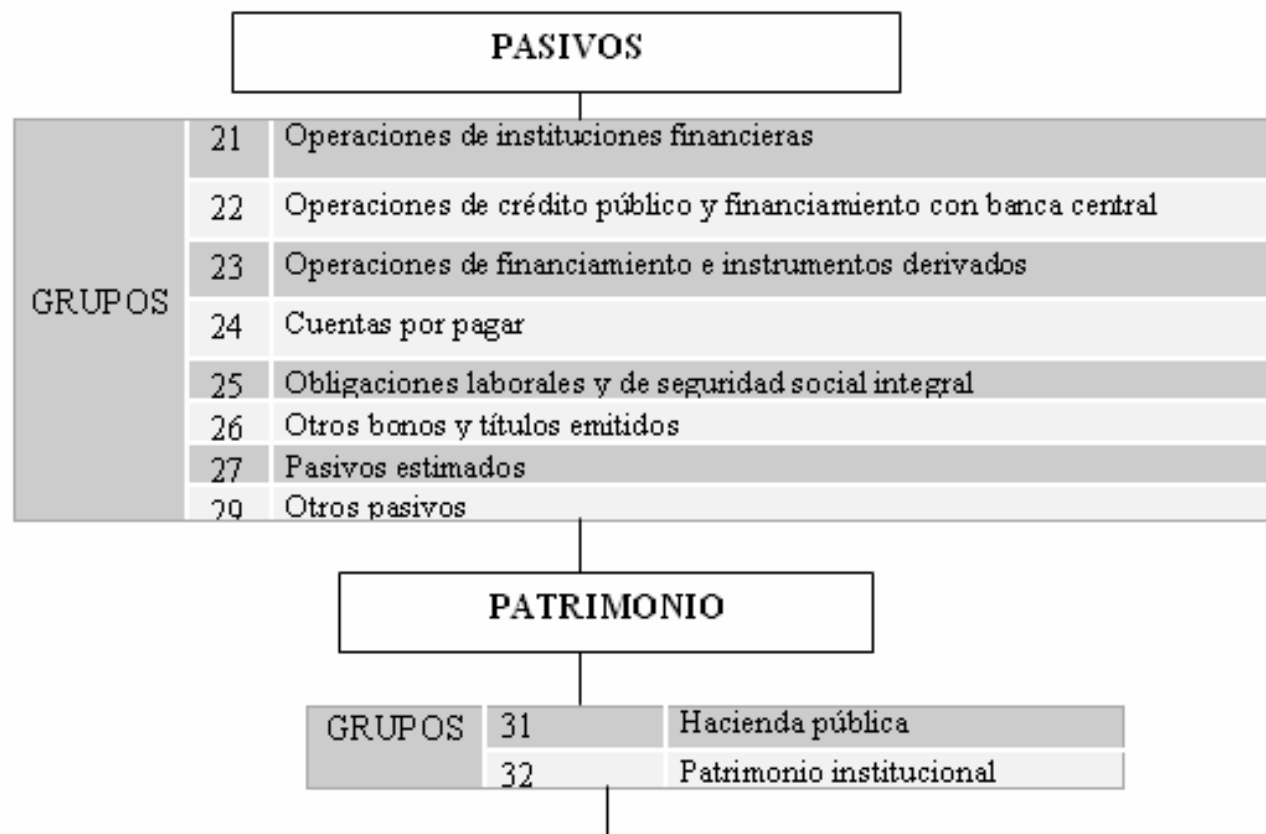 PASIVOS
GRUPOS
21 Operaciones de instituciones financieras
22 Operaciones de crédito público y financiamiento con banca central
23 Operaciones de financiamiento e instrumentos derivados
24 Cuentas por pagar
25 Obligaciones laborales y de seguridad social integral
26 Otros bonos y títulos emitidos
27 Pasivos estimados
29 Otros pasivos
PATRIMONIO
GRUPOS
31 Hacienda pública
32 Patrimonio institucional